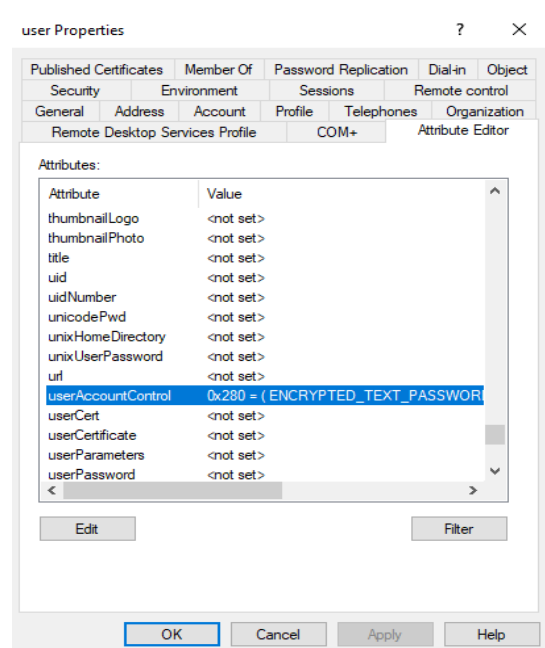 user Properties ? ×
Published Certificates Member Of Password Replication Dial-in Object
Security Environment Sessions Remote control
General Address Account Profile Telephones Organization
Remote Desktop Services Profile COM+ Attribute Editor
Attributes:
Attribute Value
thumbnailLogo <not set>
thumbnailPhoto <not set>
title <not set>
uid <not set>
uidNumber <not set>
unicodePwd <not set>
unixHomeDirectory <not set>
unixUserPassword <not set>
url <not set>
userAccountControl 0x280 = ( ENCRYPTED_TEXT_PASSWOR
userCert <not set>
userCertificate <not set>
userParameters <not set>
userPassword <not set>
Edit Filter
OK Cancel Apply Help